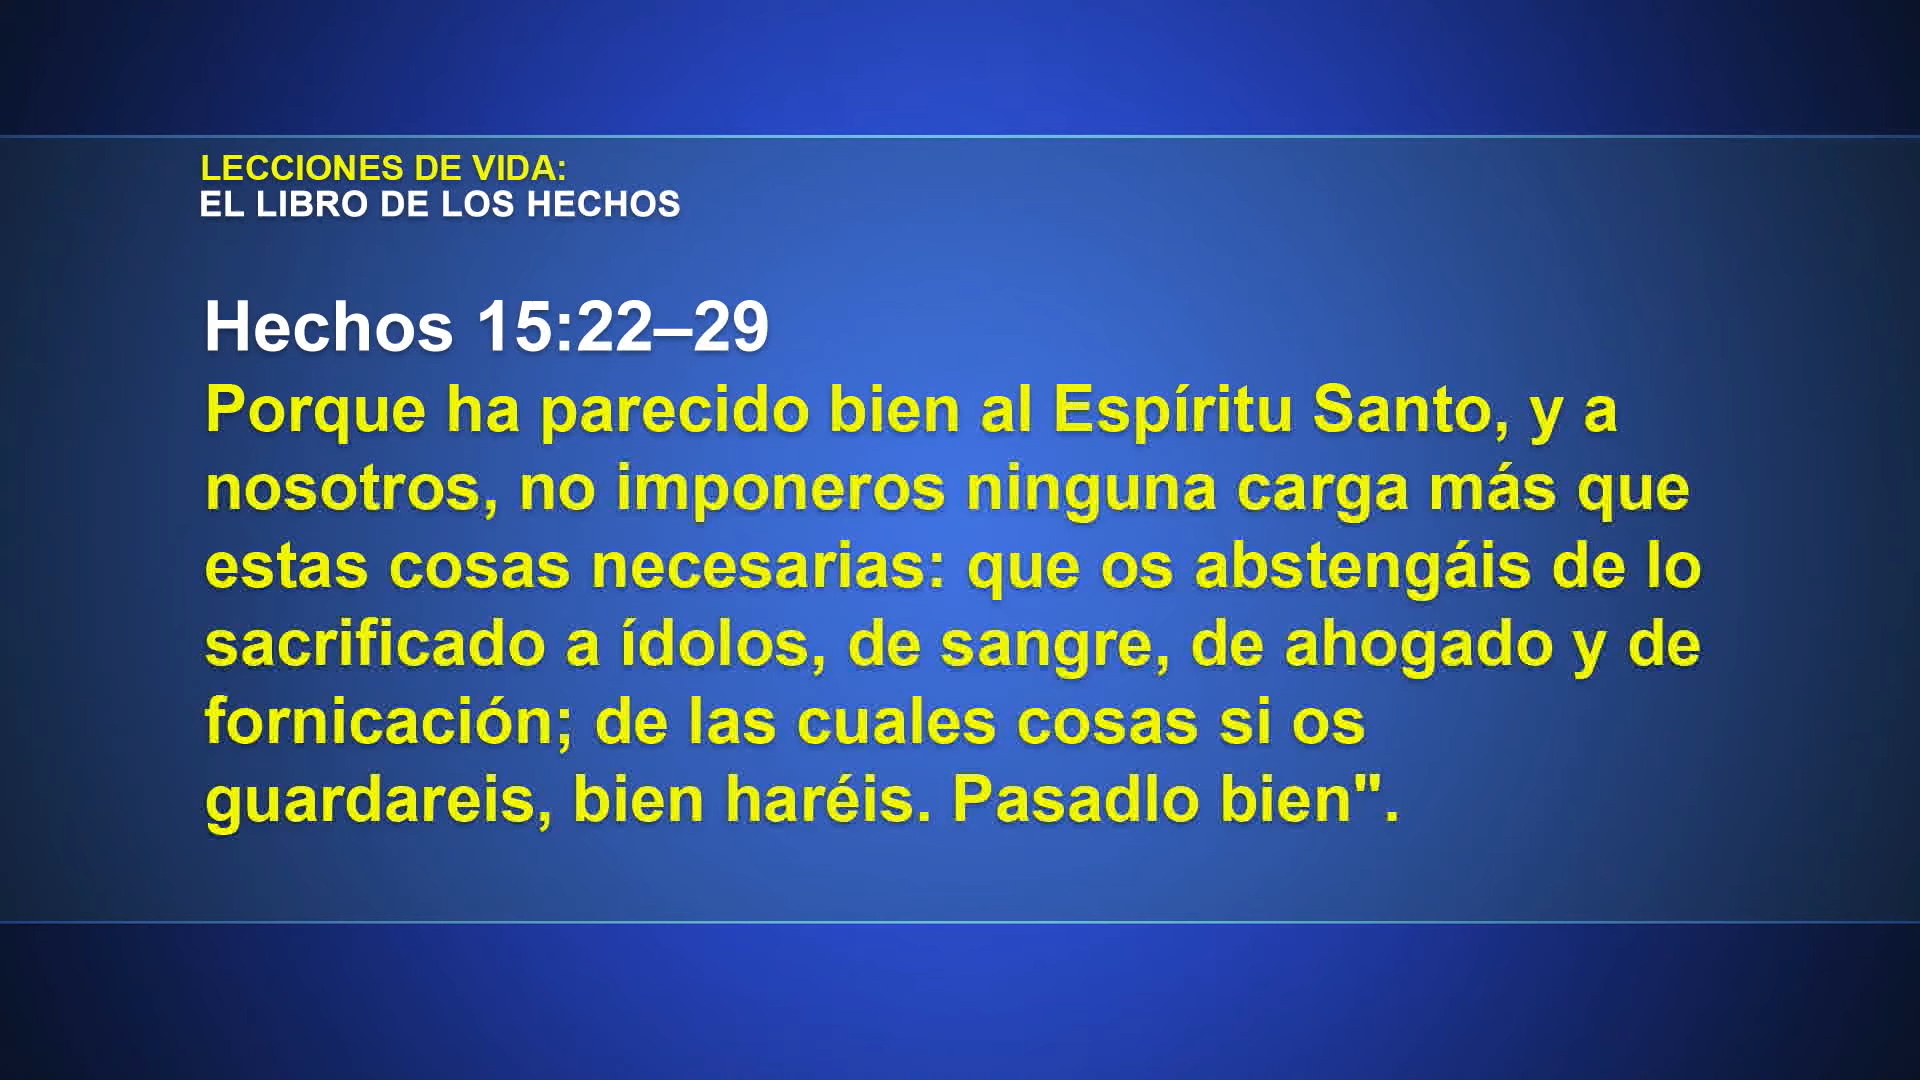 LECCIONES DE VIDA:
EL LIBRO DE LOS HECHOS
Hechos 15:22–29
Porque ha parecido bien al Espíritu Santo, y a
nosotros, no imponeros ninguna carga más que
estas cosas necesarias: que os abstengáis de lo
sacrificado a ídolos, de sangre, de ahogado y de
fornicación; de las cuales cosas si os
guardareis, bien haréis. Pasadlo bien".